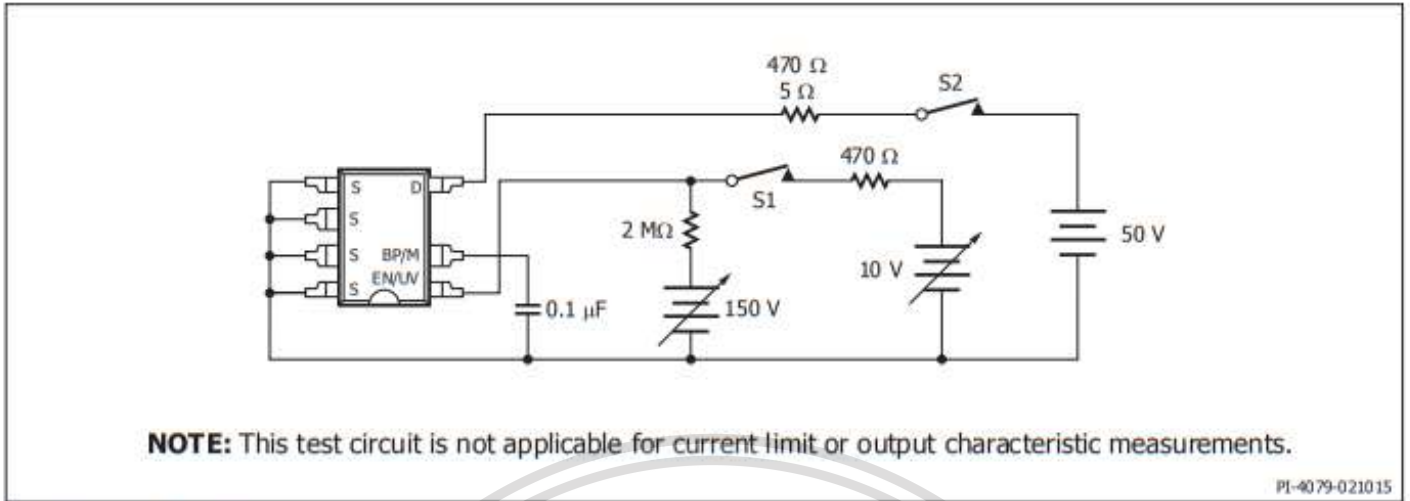 470 Ω
5 Ω
S2
470 Ω
S1
S D
S
S BP/M
S EN/UV
2 MΩ
0.1 µF
150 V
10 V
50 V
NOTE: This test circuit is not applicable for current limit or output characteristic measurements.
PI-4079-021015